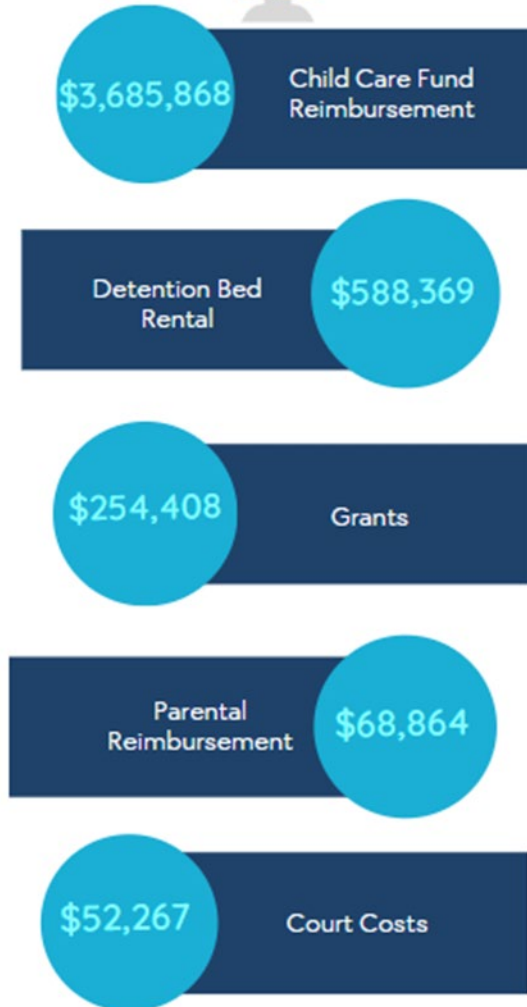 $3,685,868
Child Care Fund
Reimbursement
Detention Bed
Rental
$588,369
$254,408
Grants
Parental
Reimbursement
$68,864
$52,267
Court Costs